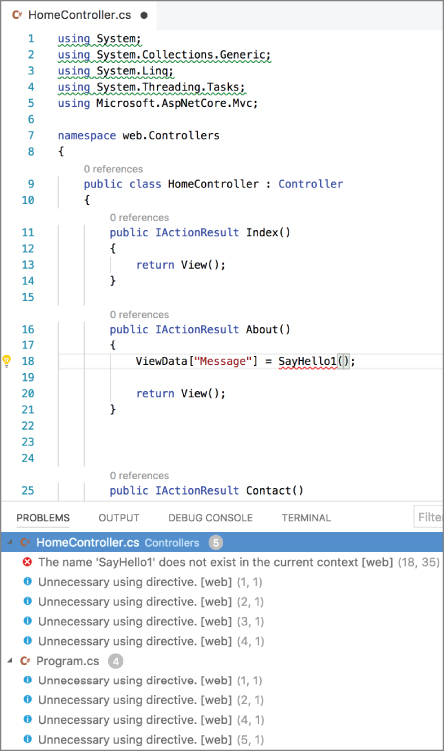 C# HomeController.cs ●
1 using System;
2 using System.Collections.Generic;
3 using System.Linq;
4 using System.Threading.Tasks;
5 using Microsoft.AspNetCore.Mvc;
6
7 namespace web.Controllers
8 {
0 references
9 public class HomeController : Controller
10 {
0 references
11 public IActionResult Index()
12 {
13 return View();
14 }
15
0 references
16 public IActionResult About()
17 {
18 ViewData["Message"] = SayHello1();
19
20 return View();
21 }
22
23
24
0 references
25 public IActionResult Contact()
PROBLEMS OUTPUT DEBUG CONSOLE TERMINAL Filter
C# HomeController.cs Controllers 5
The name 'SayHello1' does not exist in the current context [web] (18, 35)
Unnecessary using directive. [web] (1, 1)
Unnecessary using directive. [web] (2, 1)
Unnecessary using directive. [web] (3, 1)
Unnecessary using directive. [web] (4, 1)
C# Program.cs 4
Unnecessary using directive. [web] (1, 1)
Unnecessary using directive. [web] (2, 1)
Unnecessary using directive. [web] (4, 1)
Unnecessary using directive. [web] (5, 1)